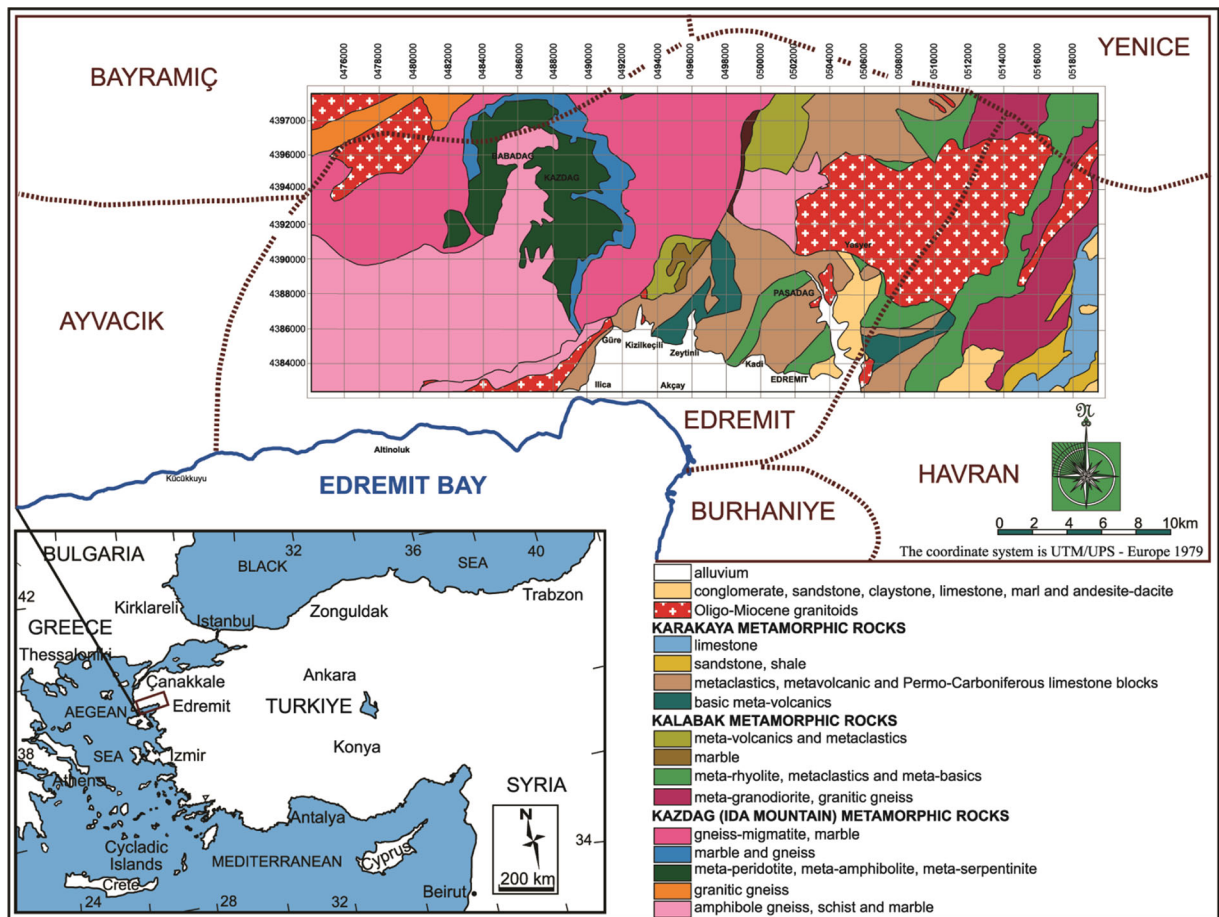 BAYRAMIÇ
YENICE
0476000
0478000
0480000
0482000
0484000
0486000
0488000
0490000
0492000
0494000
0496000
0498000
0500000
0502000
0504000
0506000
0508000
0510000
0512000
0514000
0516000
0518000
4397000
4396000
4394000
4392000
4390000
4388000
4386000
4384000
BABADAG
KAZDAG
Yasyer
PASADAG
AYVACIK
Güre
Kizilkeçili
Zeytinli
Kadi
EDREMIT
Ilica
Akçay
EDREMIT
Altinoluk
Kücükkuyu
EDREMIT BAY
HAVRAN
BURHANIYE
N
0 2 4 6 8 10km
The coordinate system is UTM/UPS - Europe 1979
BULGARIA
32
36
40
BLACK
SEA
42
Kirklareli
Istanbul
Zonguldak
Trabzon
GREECE
Thessaloniki
Çanakkale
Ankara
AEGEAN
Edremit
TURKIYE
38
SEA
Izmir
Konya
Athens
SYRIA
Antalya
N
34
Cycladic
Islands
MEDITERRANEAN
Cyprus
Crete
200 km
Beirut
24
28
32
alluvium
conglomerate, sandstone, claystone, limestone, marl and andesite-dacite
Oligo-Miocene granitoids
KARAKAYA METAMORPHIC ROCKS
limestone
sandstone, shale
metaclastics, metavolcanic and Permo-Carboniferous limestone blocks
basic meta-volcanics
KALABAK METAMORPHIC ROCKS
meta-volcanics and metaclastics
marble
meta-rhyolite, metaclastics and meta-basics
meta-granodiorite, granitic gneiss
KAZDAG (IDA MOUNTAIN) METAMORPHIC ROCKS
gneiss-migmatite, marble
marble and gneiss
meta-peridotite, meta-amphibolite, meta-serpentinite
granitic gneiss
amphibole gneiss, schist and marble